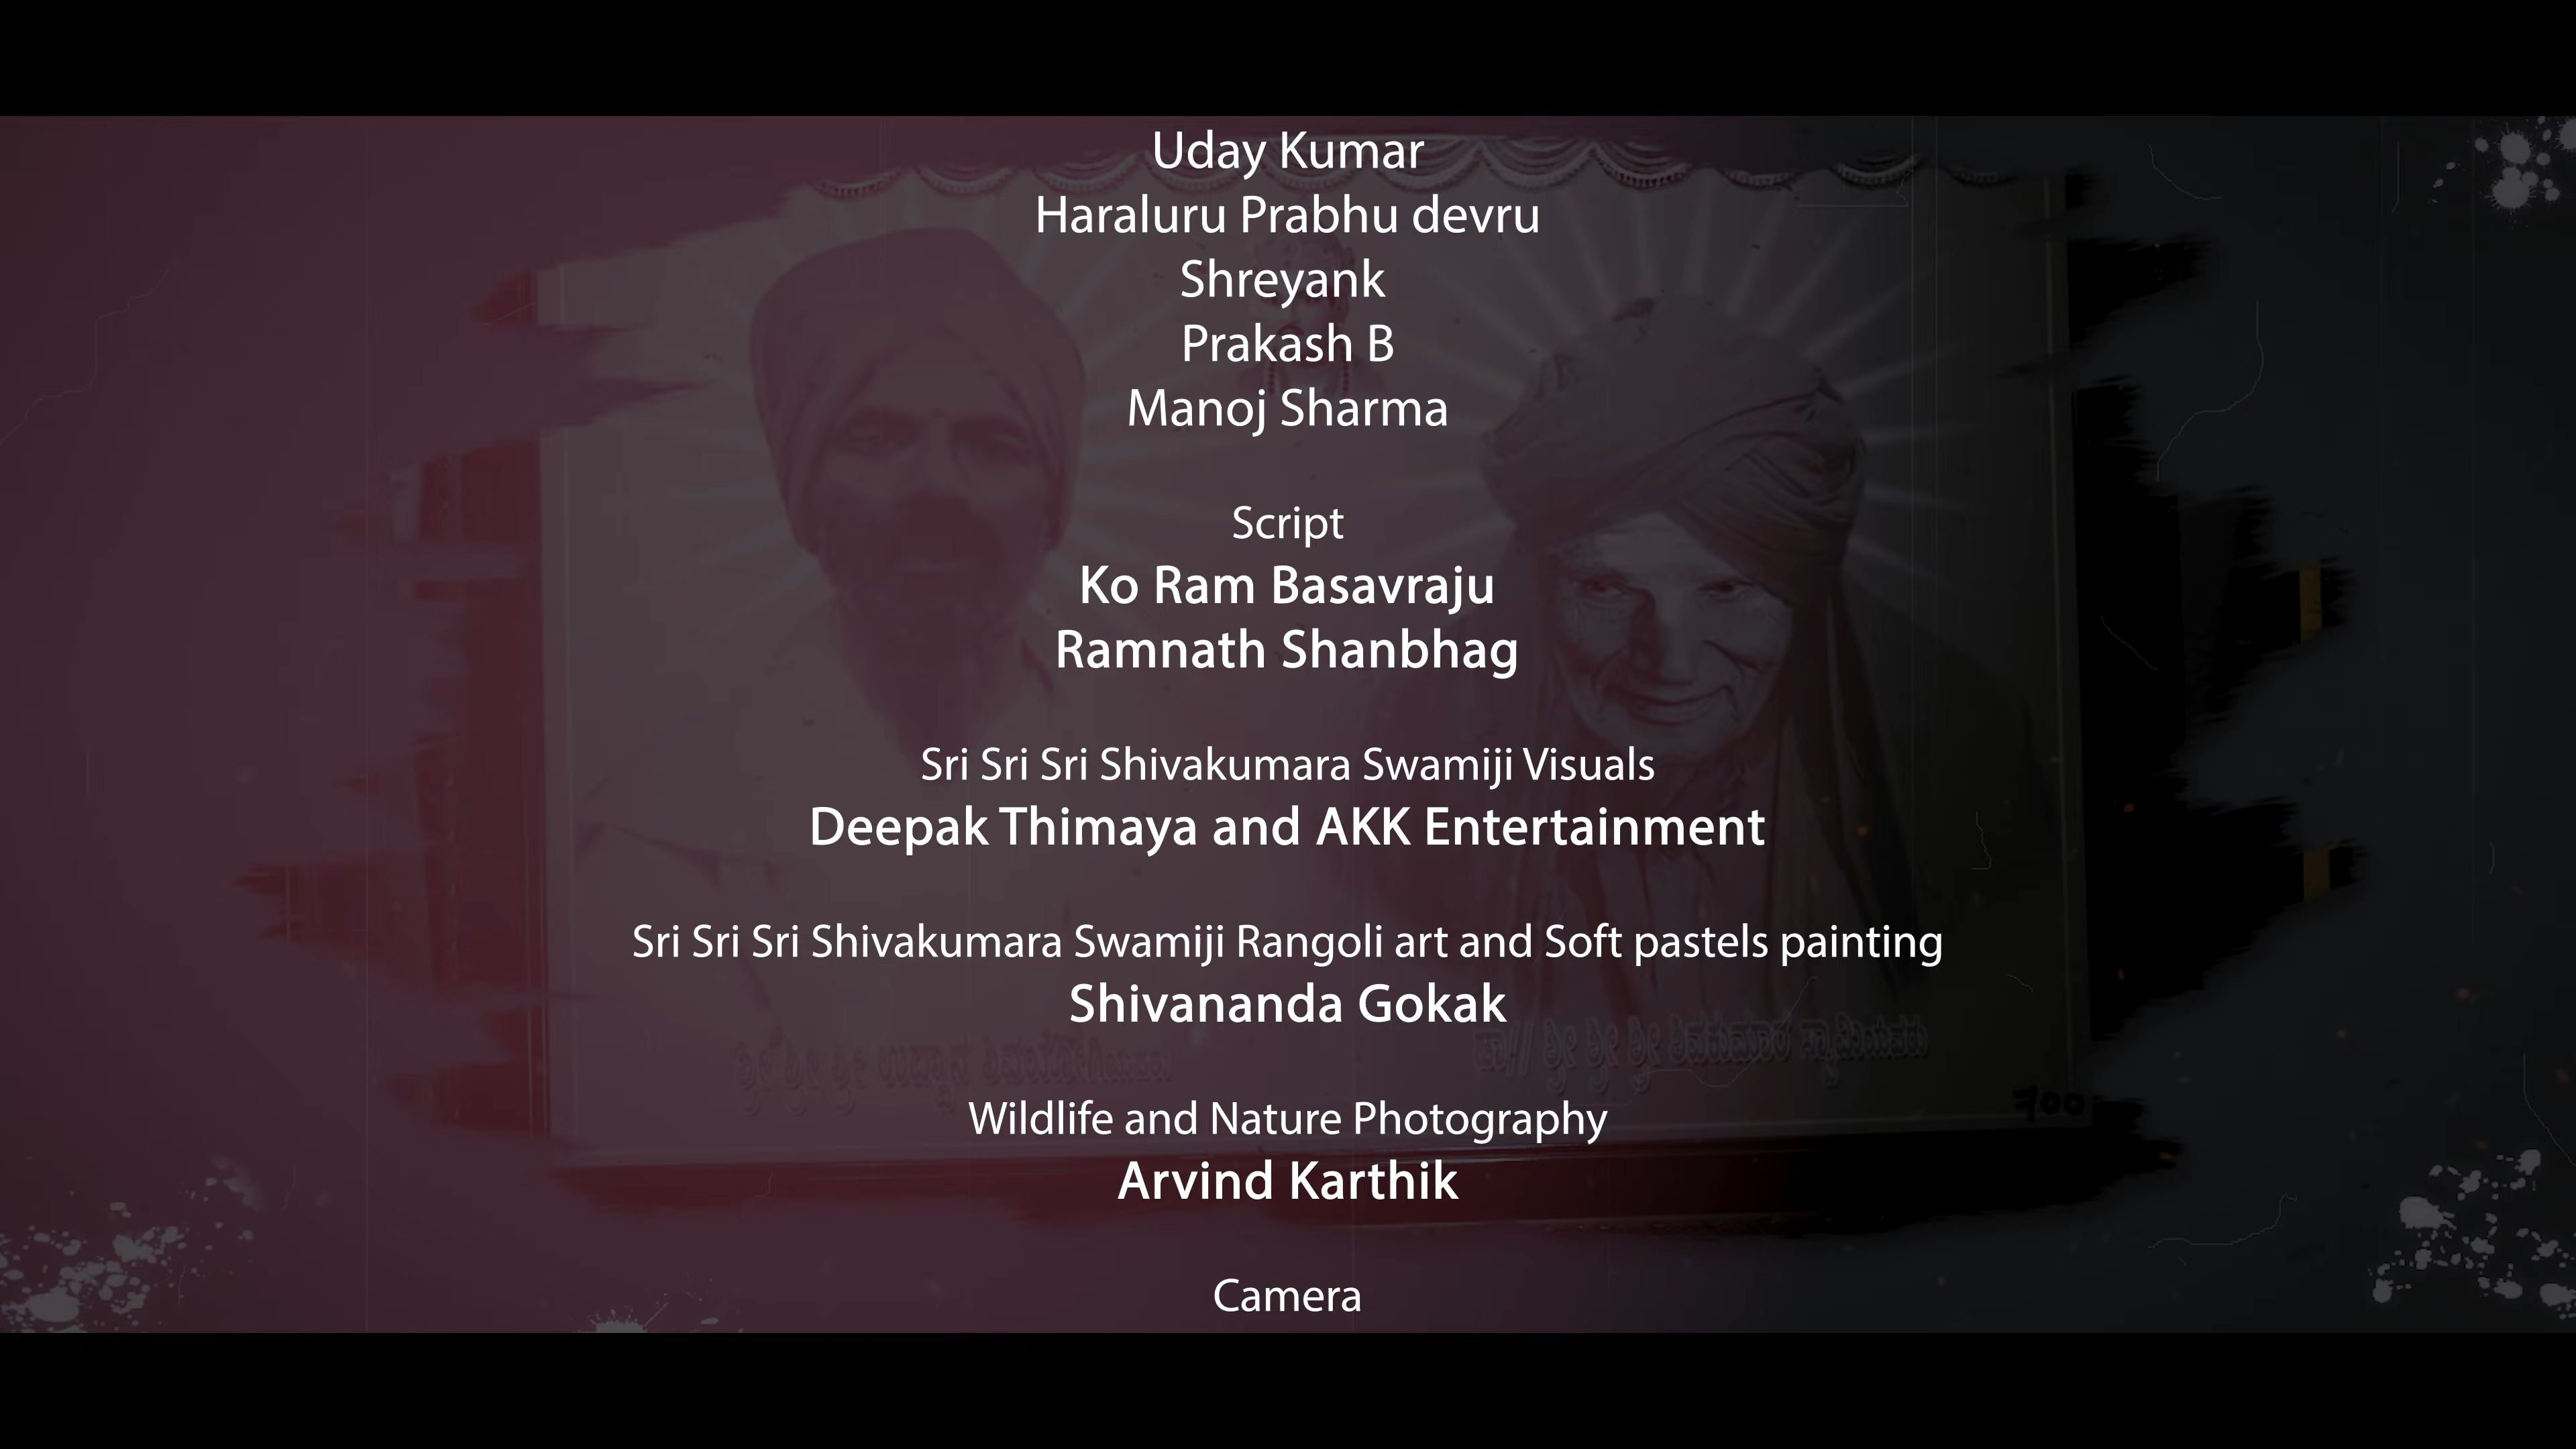 Uday Kumar
Haraluru Prabhu devru
Shreyank
Prakash B
Manoj Sharma
Script
Ko Ram Basavraju
Ramnath Shanbhag
Sri Sri Sri Shivakumara Swamiji Visuals
Deepak Thimaya and AKK Entertainment
Sri Sri Sri Shivakumara Swamiji Rangoli art and Soft pastels painting
Shivananda Gokak
Wildlife and Nature Photography
Arvind Karthik
Camera